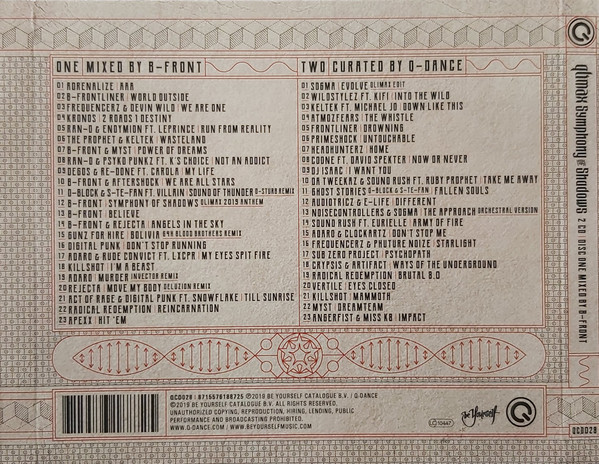 ONE MIXED BY B-FRONT
01 ADRENALIZE | AAA
02 B-FRONTLINER | WORLD OUTSIDE
03 FREQUENCERZ & DEVIN WILD | WE ARE ONE
04 KRONOS | 2 ROADS 1 DESTINY
05 RAN-D & ENDYMION FT. LEPRINCE | RUN FROM REALITY
06 THE PROPHET & KELTEK | WASTELAND
07 B-FRONT & MYST | POWER OF DREAMS
08 RAN-D & PSYKO PUNKZ FT. K'S CHOICE | NOT AN ADDICT
09 DEGOS & RE-DONE FT. CAROLA | MY LIFE
10 B-FRONT & AFTERSHOCK | WE ARE ALL STARS
11 D-BLOCK & S-TE-FAN FT. VILLAIN | SOUND OF THUNDER D-STURB REMIX
12 B-FRONT | SYMPHONY OF SHADOWS QLIMAX 2019 ANTHEM
13 B-FRONT | BELIEVE
14 B-FRONT & REJECTA | ANGELS IN THE SKY
15 GUNZ FOR HIRE | BOLIVIA BLOOD BROTHERS REMIX
16 DIGITAL PUNK | DON'T STOP RUNNING
17 ADARO & RUDE CONVICT FT. LXCPR | MY EYES SPIT FIRE
18 KILLSHOT | I'M A BEAST
19 ADARO | MURDER INVECTOR REMIX
20 REJECTA | MOVE MY BODY DELUZION REMIX
21 ACT OF RAGE & DIGITAL PUNK FT. SNOWFLAKE | TILL SUNRISE
22 RADICAL REDEMPTION | REINCARNATION
23 APEXX | HIT 'EM
TWO CURATED BY Q-DANCE
01 SOGMA | EVOLVE QLIMAX EDIT
02 WILDSTYLEZ FT. KIFI | INTO THE WILD
03 KELTEK FT. MICHAEL JO | DOWN LIKE THIS
04 ATMOZFEARS | THE WHISTLE
05 FRONTLINER | DROWNING
06 PRIMESHOCK | UNTOUCHABLE
07 HEADHUNTERZ | HOME
08 COONE FT. DAVID SPEKTER | NOW OR NEVER
09 DJ ISAAC | I WANT YOU
10 DA TWEEKAZ & SOUND RUSH FT. RUBY PROPHET | TAKE ME AWAY
11 GHOST STORIES D-BLOCK & S-TE-FAN | FALLEN SOULS
12 AUDIOTRICZ & E-LIFE | DIFFERENT
13 NOISECONTROLLERS & SOGMA | THE APPROACH ORCHESTRAL VERSION
14 SOUND RUSH FT. EURIELLE | ARMY OF FIRE
15 ADARO & CLOCKARTZ | DON'T STOP ME
16 FREQUENCERZ & PHUTURE NOIZE | STARLIGHT
17 SUB ZERO PROJECT | PSYCHOPATH
18 CRYPSIS & ARTIFACT | WAYS OF THE UNDERGROUND
19 RADICAL REDEMPTION | BRUTAL 8.0
20 VERTILE | EYES CLOSED
21 KILLSHOT | MAMMOTH
22 MYST | DREAMTEAM
23 ANGERFIST & MISS K8 | IMPACT
QCD028 | 8715576188725 ℗2019 BE YOURSELF CATALOGUE B.V. / Q-DANCE
©2019 BE YOURSELF CATALOGUE B.V. ALL RIGHTS RESERVED.
UNAUTHORIZED COPYING, REPRODUCTION, HIRING, LENDING, PUBLIC
PERFORMANCE AND BROADCASTING PROHIBITED.
WWW.Q-DANCE.COM | WWW.BEYOURSELFMUSIC.COM
LC 10447
Be Yourself
Qlimax Symphony of Shadows 2 CD | DISC ONE MIXED BY B-FRONT
QCD028